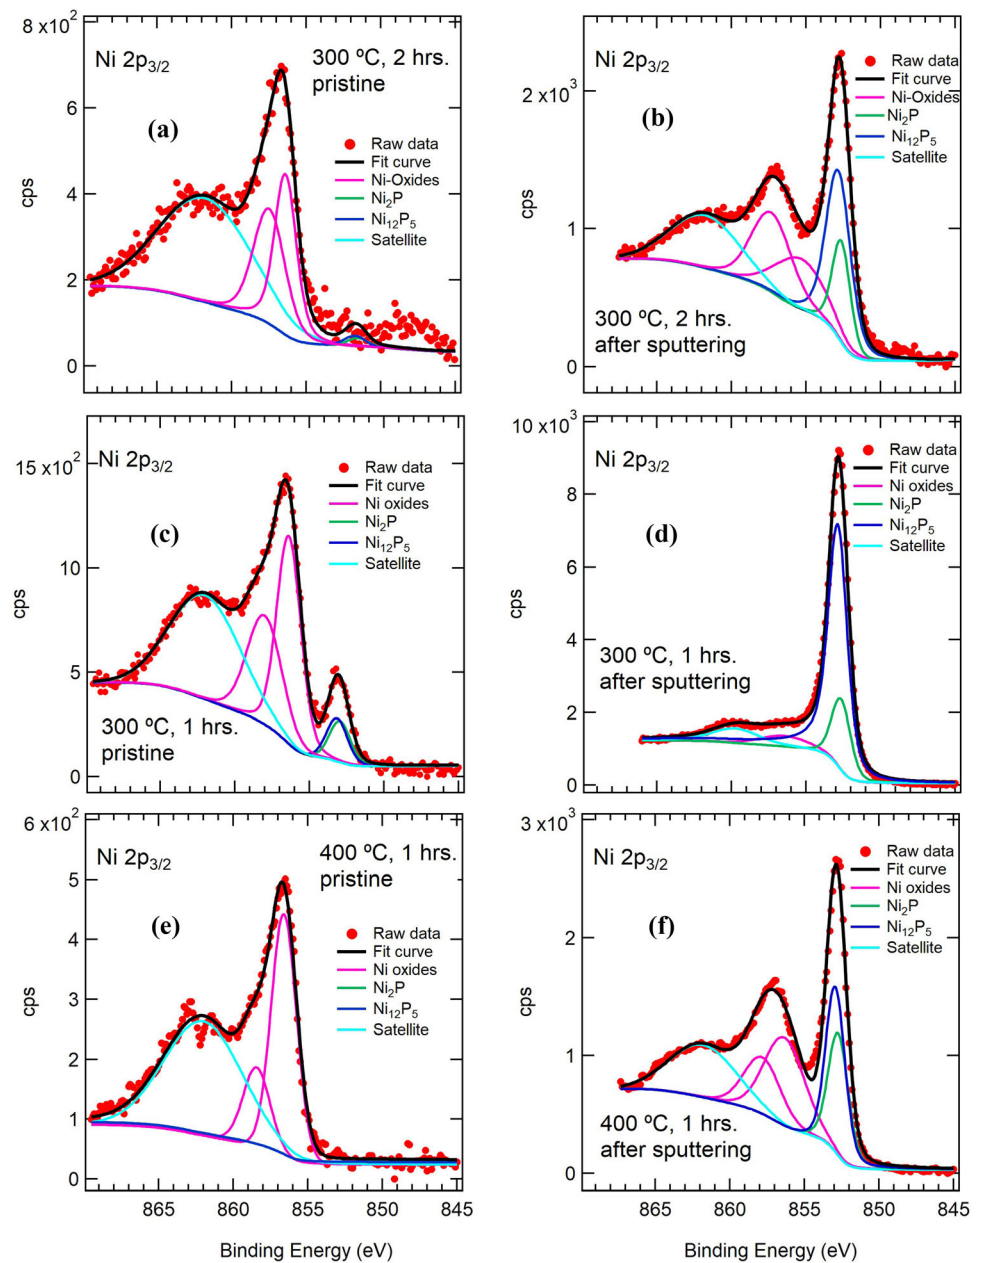 8 x10²
6
4
2
0
cps
Ni 2p3/2
300 ºC, 2 hrs.
pristine
(a)
Raw data
Fit curve
Ni-Oxides
Ni2P
Ni12P5
Satellite
2 x10³
1
0
cps
Ni 2p3/2
(b)
Raw data
Fit curve
Ni-Oxides
Ni2P
Ni12P5
Satellite
300 ºC, 2 hrs.
after sputtering
15 x10²
10
5
0
cps
Ni 2p3/2
(c)
Raw data
Fit curve
Ni oxides
Ni2P
Ni12P5
Satellite
300 ºC, 1 hrs.
pristine
10 x10³
8
6
4
2
0
cps
Ni 2p3/2
(d)
Raw data
Fit curve
Ni oxides
Ni2P
Ni12P5
Satellite
300 ºC, 1 hrs.
after sputtering
6 x10²
5
4
3
2
1
0
cps
Ni 2p3/2
400 ºC, 1 hrs.
pristine
(e)
Raw data
Fit curve
Ni oxides
Ni2P
Ni12P5
Satellite
865 860 855 850 845
Binding Energy (eV)
3 x10³
2
1
0
cps
Ni 2p3/2
(f)
Raw data
Fit curve
Ni oxides
Ni2P
Ni12P5
Satellite
400 ºC, 1 hrs.
after sputtering
865 860 855 850 845
Binding Energy (eV)